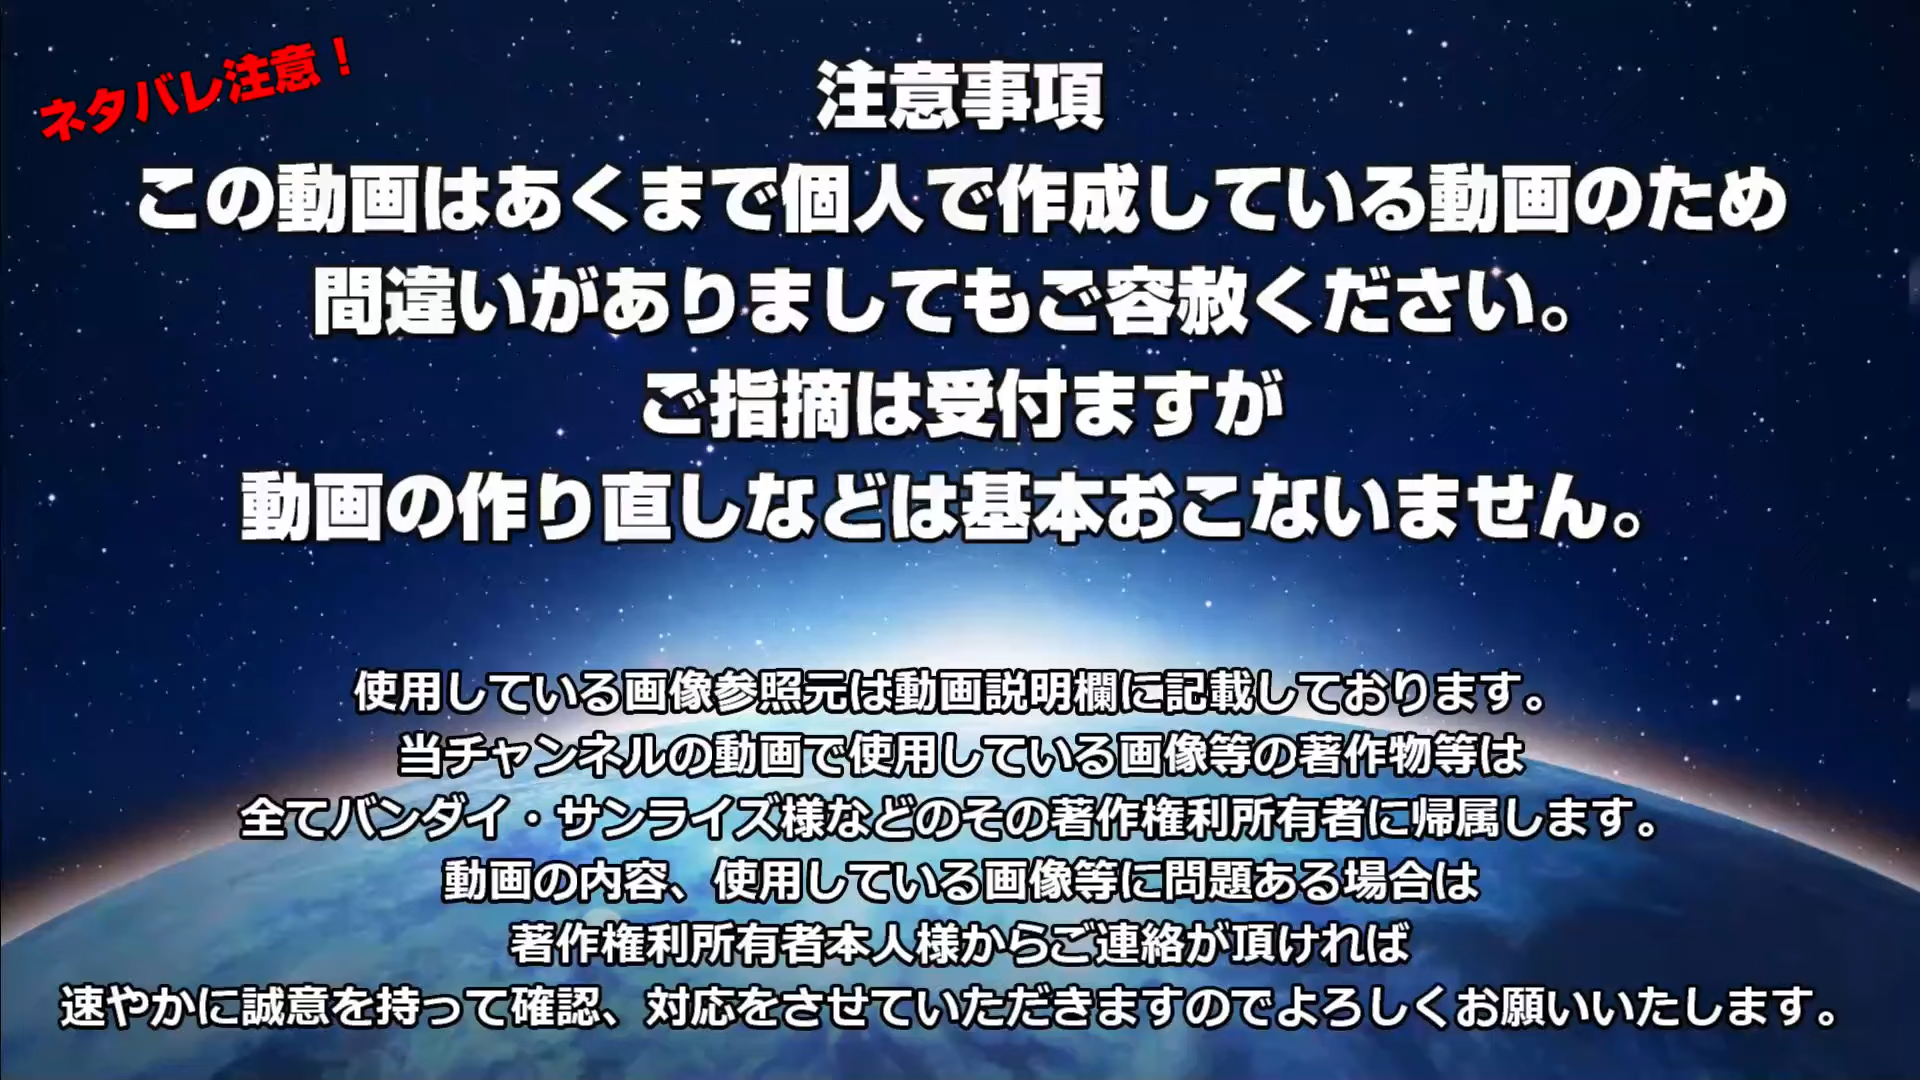 ネタバレ注意！
注意事項
この動画はあくまで個人で作成している動画のため
間違いがありましてもご容赦ください。
ご指摘は受付ますが
動画の作り直しなどは基本おこないません。
使用している画像参照元は動画説明欄に記載しております。
当チャンネルの動画で使用している画像等の著作物等は
全てバンダイ・サンライズ様などのその著作権利所有者に帰属します。
動画の内容、使用している画像等に問題ある場合は
著作権利所有者本人様からご連絡が頂ければ
速やかに誠意を持って確認、対応をさせていただきますのでよろしくお願いいたします。